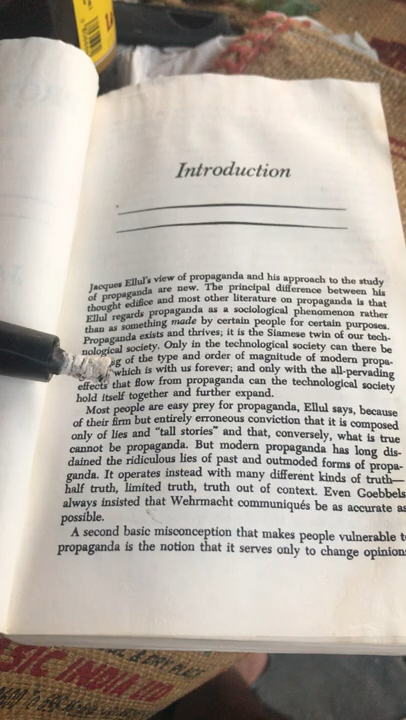 Introduction
Jacques Ellul's view of propaganda and his approach to the study
of propaganda are new. The principal difference between his
thought edifice and most other literature on propaganda is that
Ellul regards propaganda as a sociological phenomenon rather
than as something made by certain people for certain purposes.
Propaganda exists and thrives; it is the Siamese twin of our tech-
nological society. Only in the technological society can there be
of the type and order of magnitude of modern propa-
which is with us forever; and only with the all-pervading
effects that flow from propaganda can the technological society
hold itself together and further expand.
Most people are easy prey for propaganda, Ellul says, because
of their firm but entirely erroneous conviction that it is composed
only of lies and "tall stories" and that, conversely, what is true
cannot be propaganda. But modern propaganda has long dis-
dained the ridiculous lies of past and outmoded forms of propa-
ganda. It operates instead with many different kinds of truth—
half truth, limited truth, truth out of context. Even Goebbels
always insisted that Wehrmacht communiqués be as accurate as
possible.
A second basic misconception that makes people vulnerable t
propaganda is the notion that it serves only to change opinion
SIC INDIA LTD